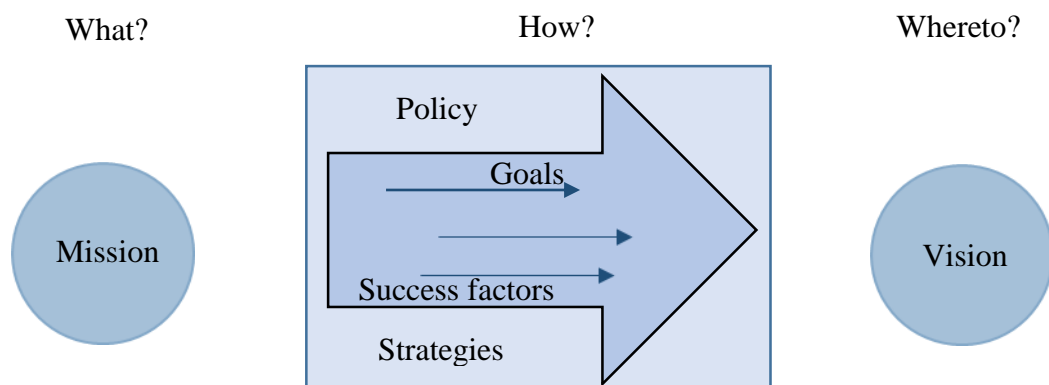 What?
How?
Whereto?
Policy
Goals
Mission
Vision
Success factors
Strategies